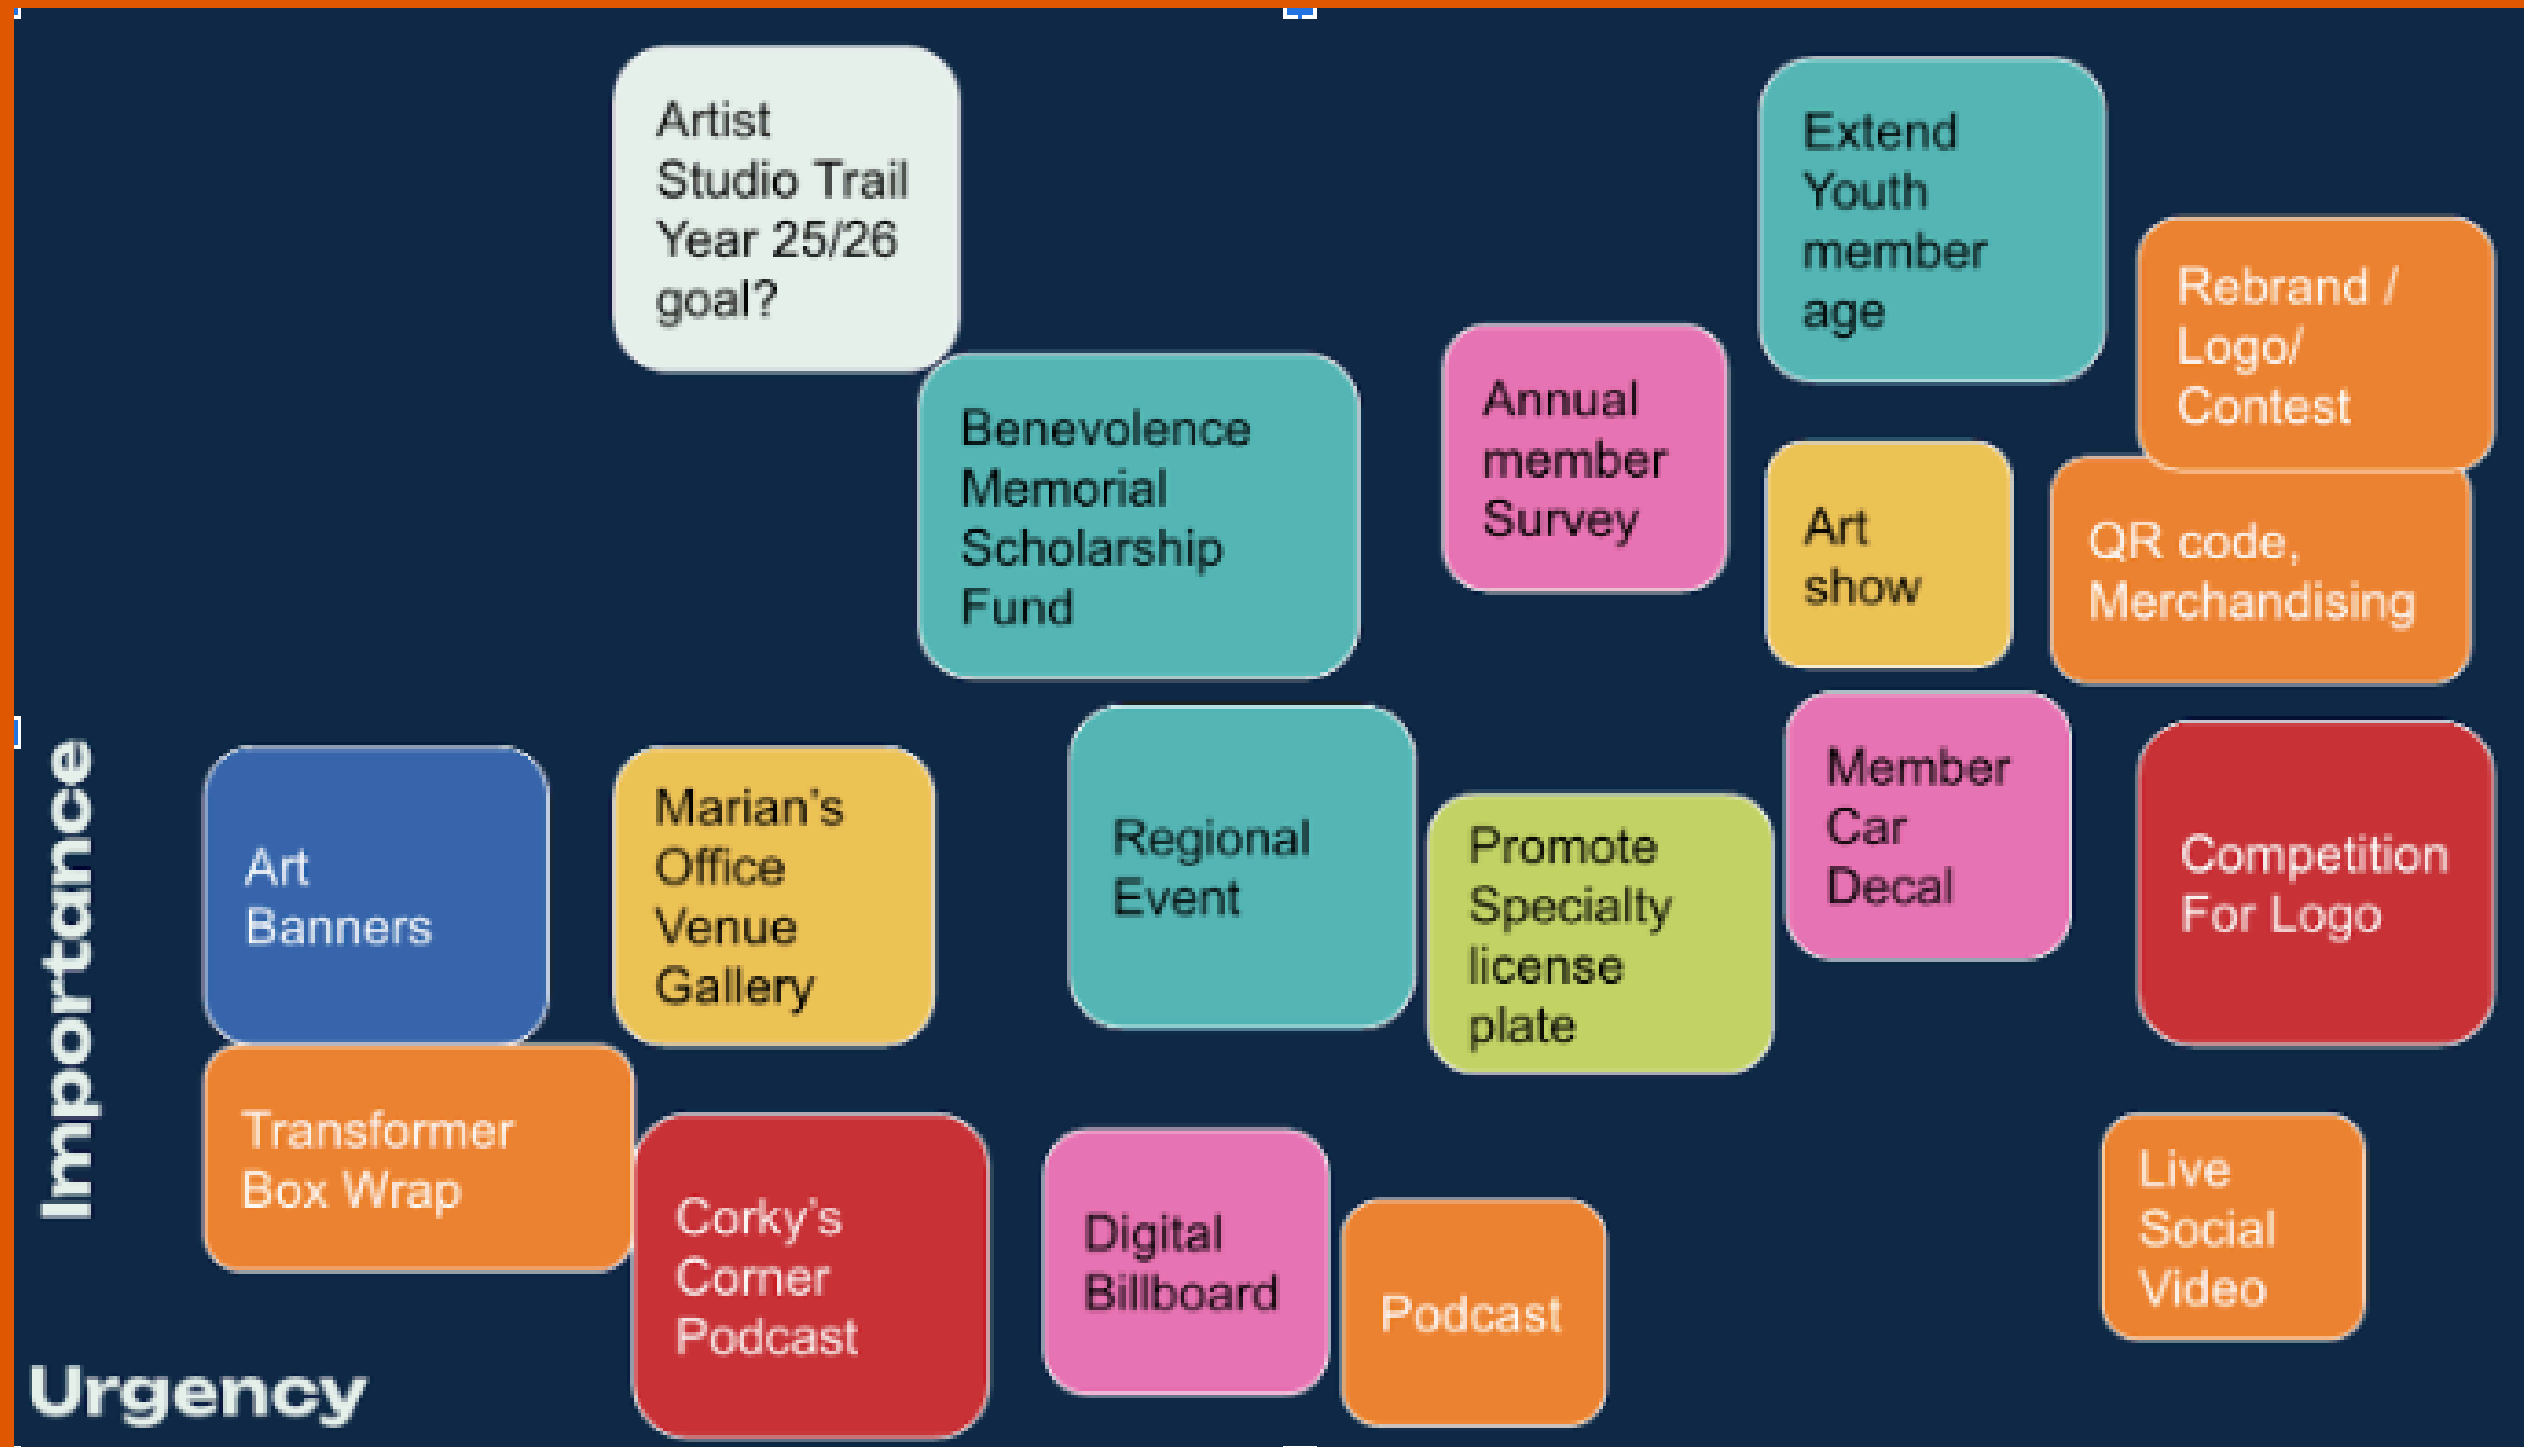 Artist
Studio Trail
Year 25/26
goal?
Extend
Youth
member
age
Rebrand /
Logo/
Contest
Benevolence
Memorial
Scholarship
Fund
Annual
member
Survey
Art
show
QR code,
Merchandising
Importance
Art
Banners
Marian's
Office
Venue
Gallery
Regional
Event
Promote
Specialty
license
plate
Member
Car
Decal
Competition
For Logo
Transformer
Box Wrap
Corky's
Corner
Podcast
Digital
Billboard
Podcast
Live
Social
Video
Urgency